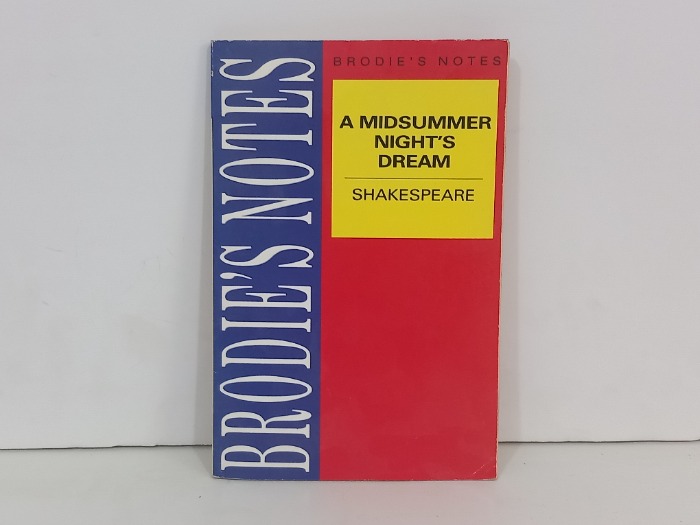 BRODIE'S NOTES
BRODIE'S NOTES
A MIDSUMMER
NIGHT'S
DREAM
SHAKESPEARE